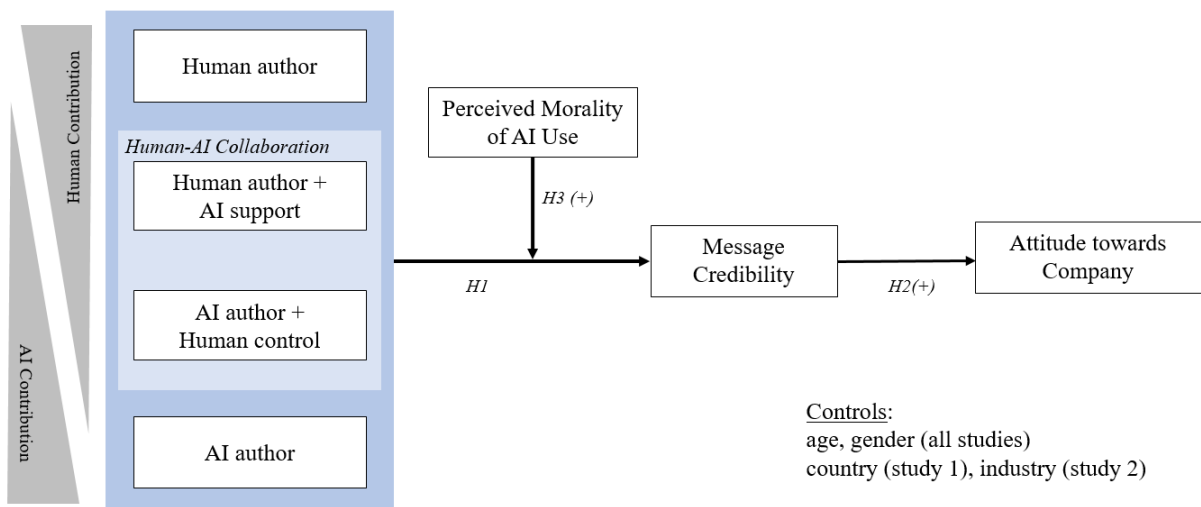 Human Contribution
AI Contribution
Human author
Human-AI Collaboration
Human author +
AI support
AI author +
Human control
AI author
Perceived Morality
of AI Use
H3 (+)
H1
Message
Credibility
H2(+)
Attitude towards
Company
Controls:
age, gender (all studies)
country (study 1), industry (study 2)